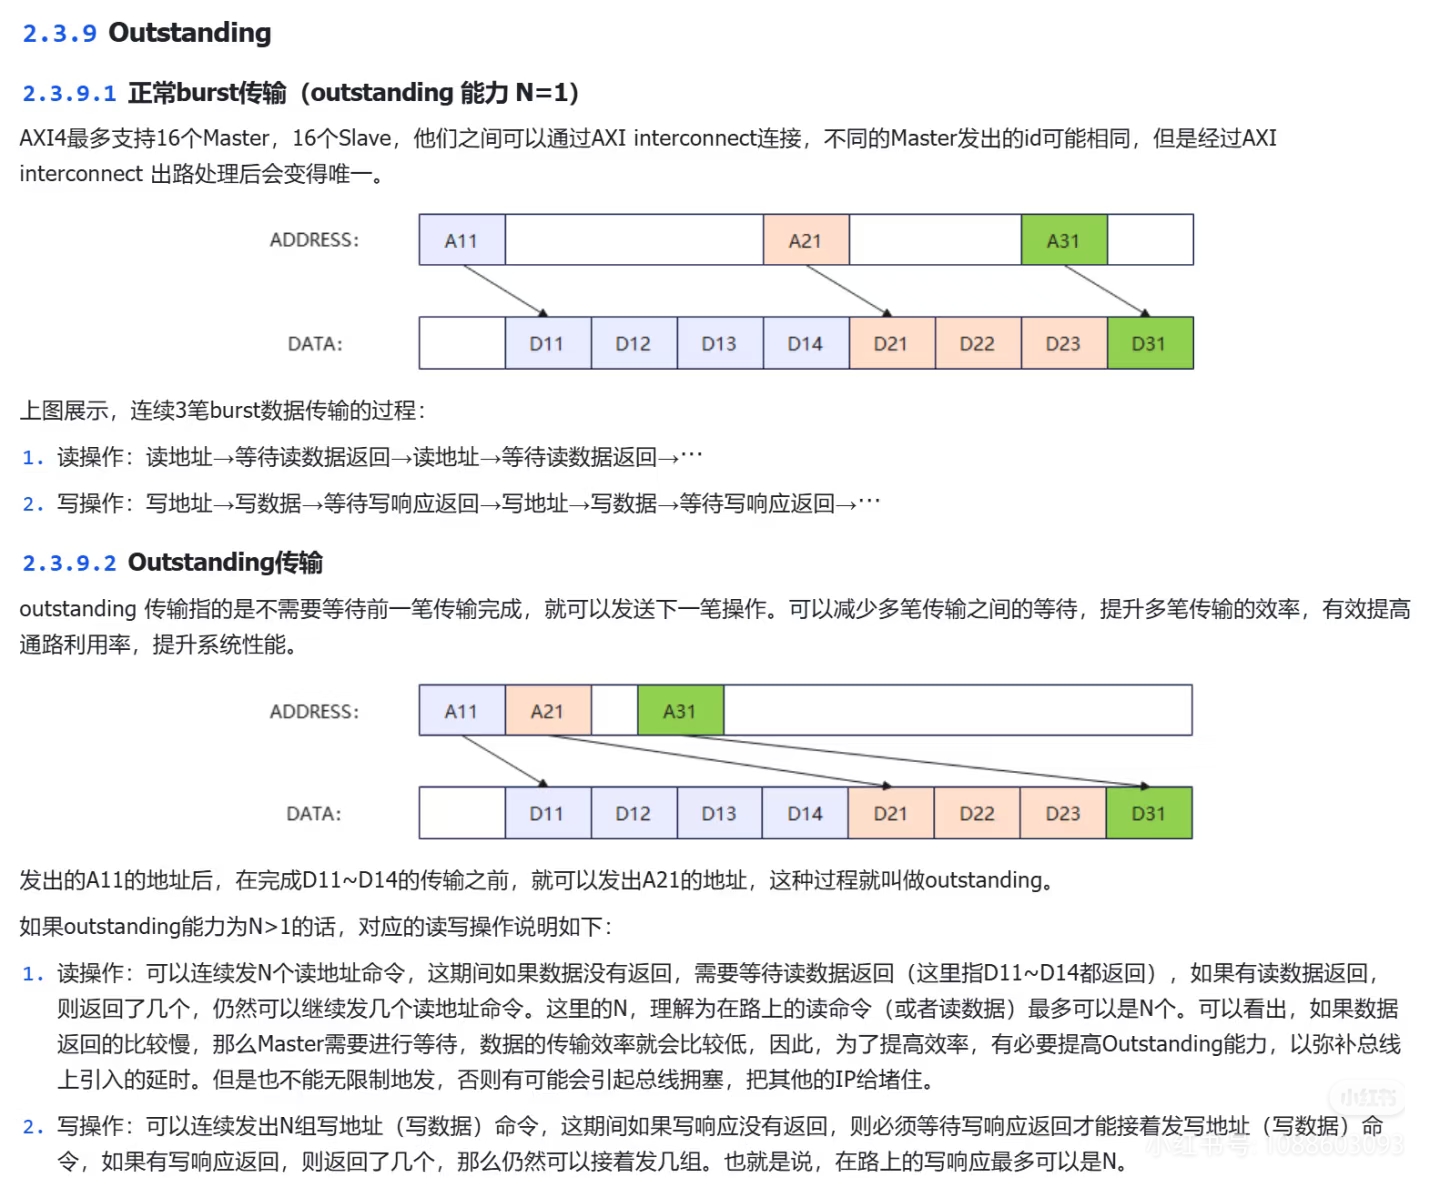 2.3.9 Outstanding
2.3.9.1 正常burst传输（outstanding 能力 N=1）
AXI4最多支持16个Master，16个Slave，他们之间可以通过AXI interconnect连接，不同的Master发出的id可能相同，但是经过AXI
interconnect 出路处理后会变得唯一。
ADDRESS: A11 A21 A31
DATA: D11 D12 D13 D14 D21 D22 D23 D31
上图展示，连续3笔burst数据传输的过程：
1. 读操作：读地址→等待读数据返回→读地址→等待读数据返回→…
2. 写操作：写地址→写数据→等待写响应返回→写地址→写数据→等待写响应返回→…
2.3.9.2 Outstanding传输
outstanding 传输指的是不需要等待前一笔传输完成，就可以发送下一笔操作。可以减少多笔传输之间的等待，提升多笔传输的效率，有效提高
通路利用率，提升系统性能。
ADDRESS: A11 A21 A31
DATA: D11 D12 D13 D14 D21 D22 D23 D31
发出的A11的地址后，在完成D11~D14的传输之前，就可以发出A21的地址，这种过程就叫做outstanding。
如果outstanding能力为N>1的话，对应的读写操作说明如下：
1. 读操作：可以连续发N个读地址命令，这期间如果数据没有返回，需要等待读数据返回（这里指D11~D14都返回），如果有读数据返回，
则返回了几个，仍然可以继续发几个读地址命令。这里的N，理解为在路上的读命令（或者读数据）最多可以是N个。可以看出，如果数据
返回的比较慢，那么Master需要进行等待，数据的传输效率就会比较低，因此，为了提高效率，有必要提高Outstanding能力，以弥补总线
上引入的延时。但是也不能无限制地发，否则有可能会引起总线拥塞，把其他的IP给堵住。
2. 写操作：可以连续发出N组写地址（写数据）命令，这期间如果写响应没有返回，则必须等待写响应返回才能接着发写地址（写数据）命
令，如果有写响应返回，则返回了几个，那么仍然可以接着发几组。也就是说，在路上的写响应最多可以是N。
小红书
小红书号 1088603093